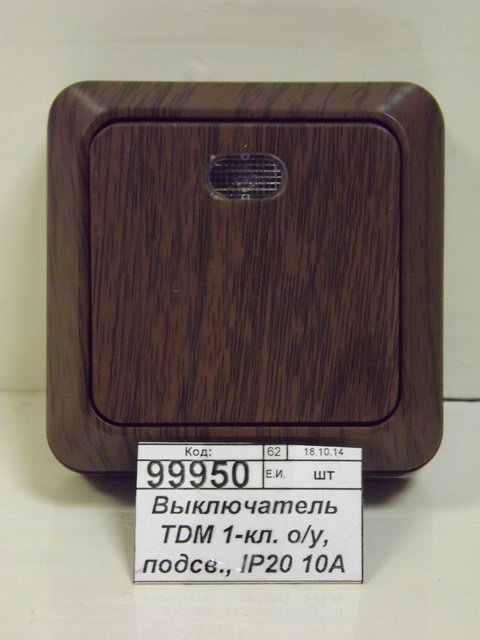 Код: 62 18.10.14
99950 Е.И. шт
Выключатель
TDM 1-кл. о/у,
подсв., IP20 10А